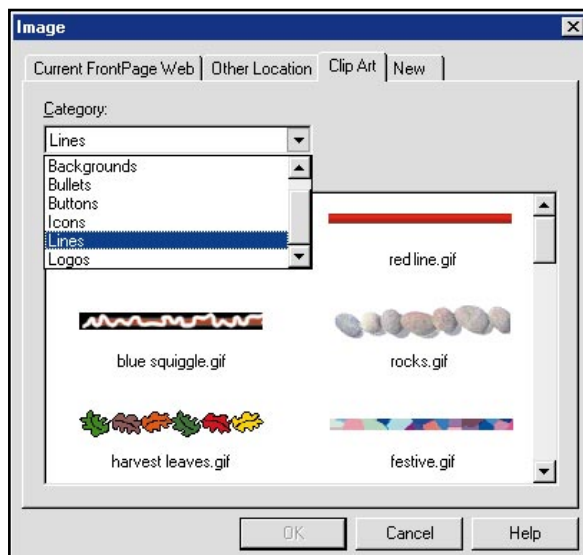 Image
Current FrontPage Web Other Location Clip Art New
Category:
Lines
Backgrounds
Bullets
Buttons
Icons
Lines
Logos
red line.gif
blue squiggle.gif rocks.gif
harvest leaves.gif festive.gif
OK Cancel Help